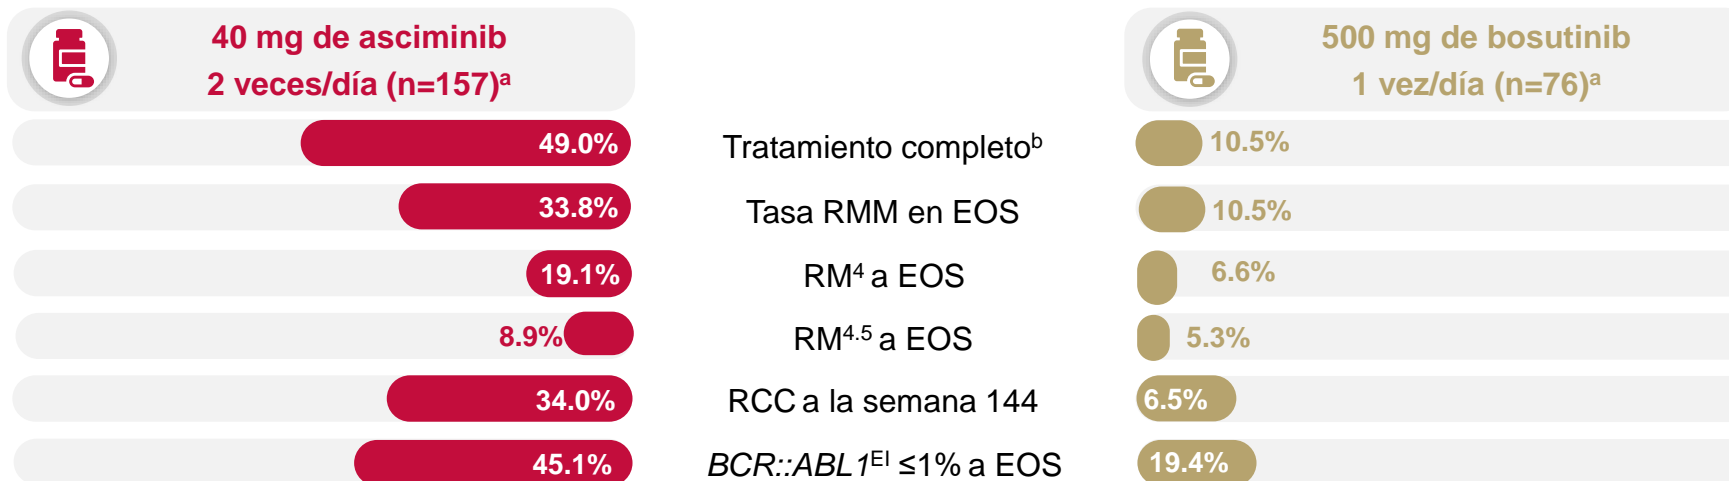 40 mg de asciminib
2 veces/día (n=157)ᵃ
500 mg de bosutinib
1 vez/día (n=76)ᵃ
49.0% Tratamiento completoᵇ 10.5%
33.8% Tasa RMM en EOS 10.5%
19.1% RM⁴ a EOS 6.6%
8.9% RM⁴·⁵ a EOS 5.3%
34.0% RCC a la semana 144 6.5%
45.1% BCR::ABL1ᴱᴵ ≤1% a EOS 19.4%